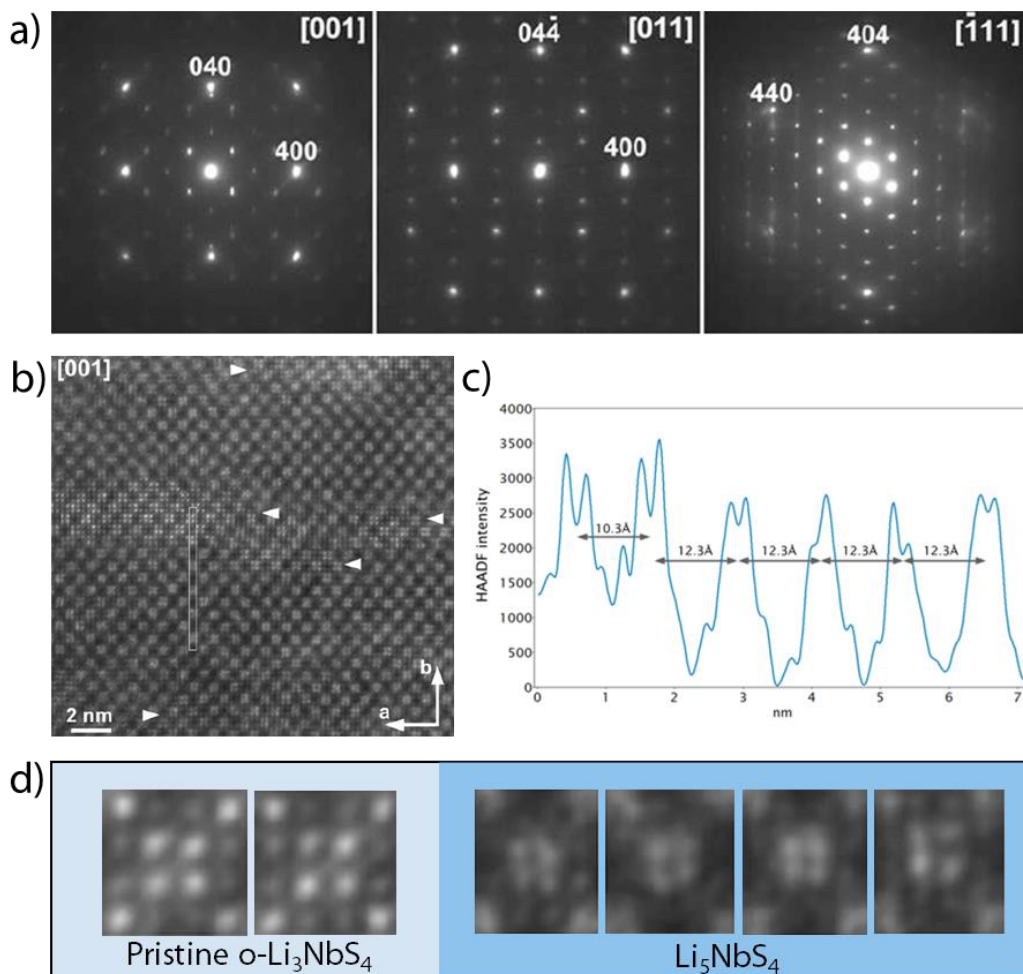 a)
[001]
040
400
[011]
044̄
400
[1̄11]
404
440
b)
[001]
b
a
2 nm
c)
HAADF intensity
4000
3500
3000
2500
2000
1500
1000
500
0
10.3Å
12.3Å
12.3Å
12.3Å
12.3Å
0 1 2 3 4 5 6 7
nm
d)
Pristine o-Li₃NbS₄
Li₅NbS₄